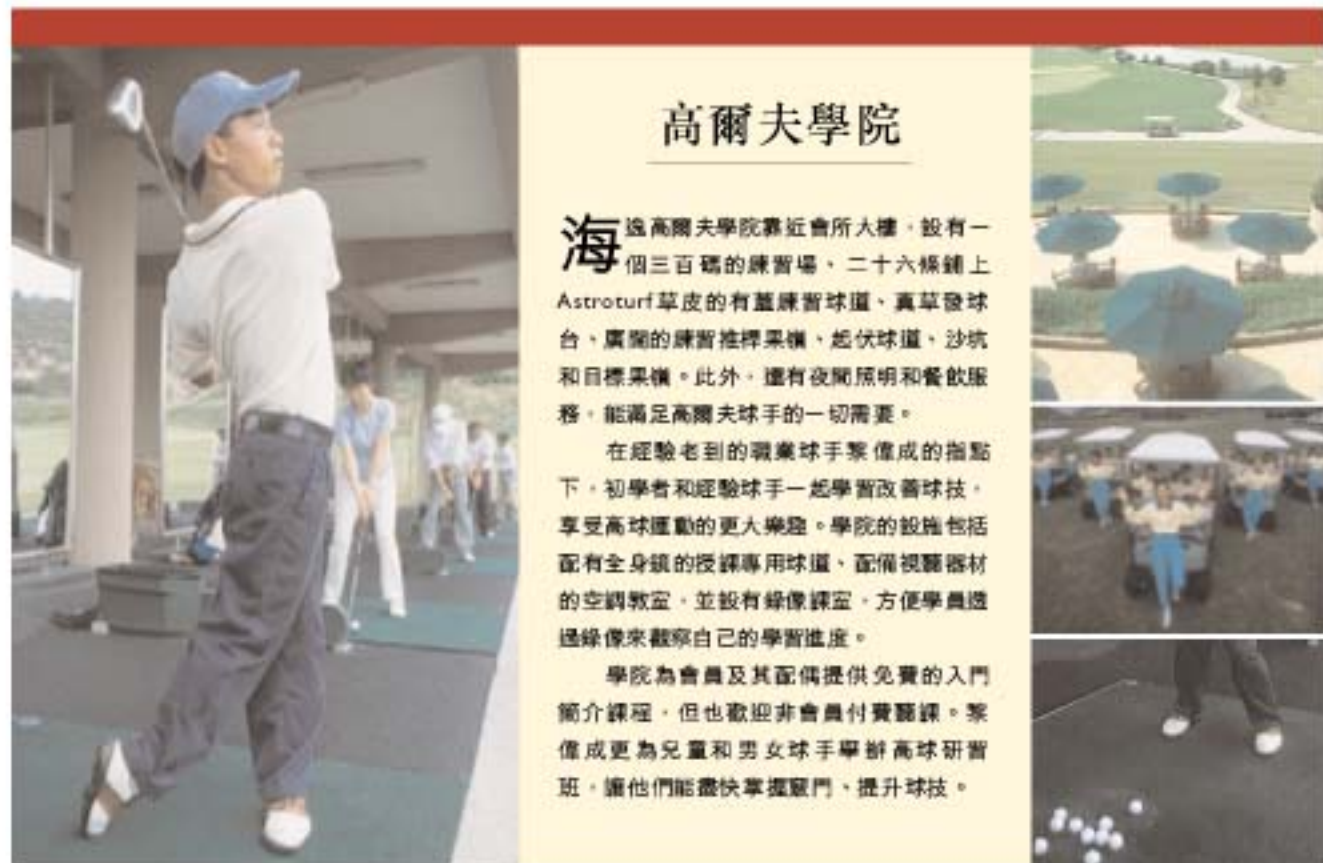 高爾夫學院
海逸高爾夫學院靠近會所大樓，設有一
個三百碼的練習場、二十六條鋪上
Astroturf草皮的有蓋練習球道、真草發球
台、廣闊的練習推桿果嶺、起伏球道、沙坑
和目標果嶺。此外，還有夜間照明和餐飲服
務，能滿足高爾夫球手的一切需要。
在經驗老到的職業球手黎偉成的指點
下，初學者和經驗球手一起學習改善球技，
享受高球運動的更大樂趣。學院的設施包括
配有全身鏡的授課專用球道、配備視聽器材
的空調教室，並設有錄像課室，方便學員透
過錄像來觀察自己的學習進度。
學院為會員及其配偶提供免費的入門
簡介課程，但也歡迎非會員付費聽課。黎
偉成更為兒童和男女球手舉辦高球研習
班，讓他們能盡快掌握竅門、提升球技。